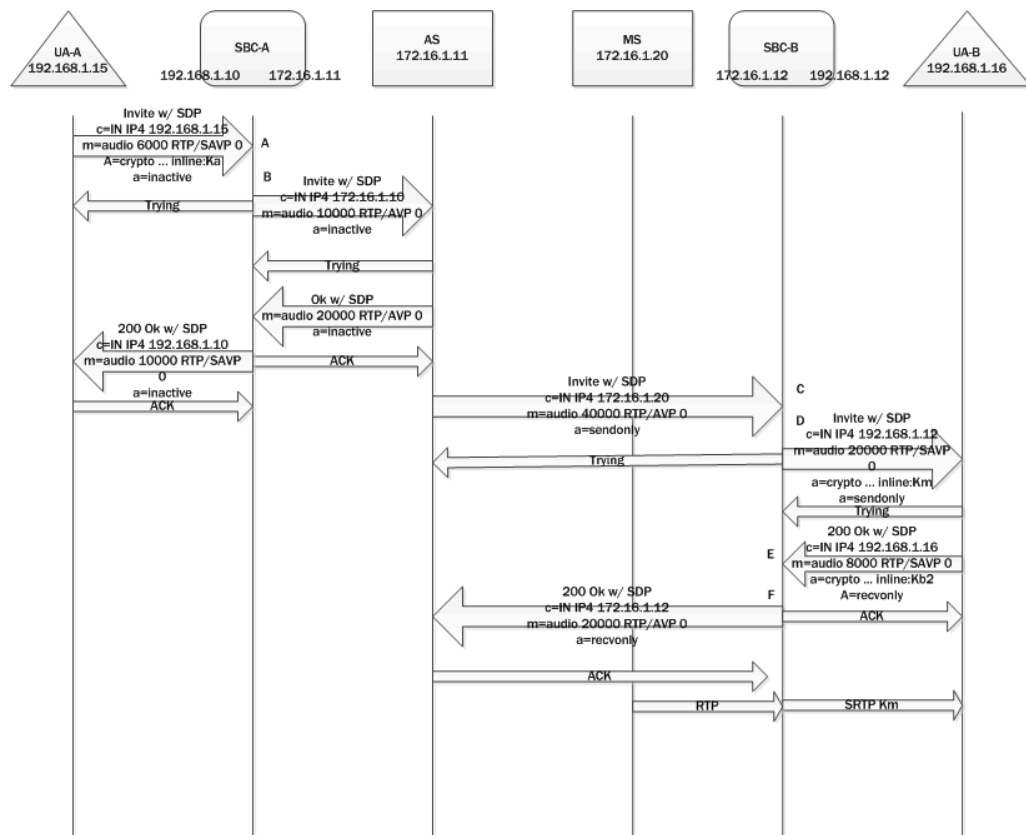 UA-A
192.168.1.15
SBC-A
192.168.1.10
172.16.1.11
AS
172.16.1.11
MS
172.16.1.20
SBC-B
172.16.1.12
192.168.1.12
UA-B
192.168.1.16
Invite w/ SDP
c=IN IP4 192.168.1.15
m=audio 6000 RTP/SAVP 0
A=crypto ... inline:Ka
a=inactive
A
B
Invite w/ SDP
c=IN IP4 172.16.1.10
m=audio 10000 RTP/AVP 0
a=inactive
Trying
Trying
Ok w/ SDP
m=audio 20000 RTP/AVP 0
a=inactive
200 Ok w/ SDP
c=IN IP4 192.168.1.10
m=audio 10000 RTP/SAVP
0
a=inactive
ACK
ACK
Invite w/ SDP
c=IN IP4 172.16.1.20
m=audio 40000 RTP/AVP 0
a=sendonly
C
D
Invite w/ SDP
c=IN IP4 192.168.1.12
m=audio 20000 RTP/SAVP
0
a=crypto ... inline:Km
a=sendonly
Trying
Trying
E
200 Ok w/ SDP
c=IN IP4 192.168.1.16
m=audio 8000 RTP/SAVP 0
a=crypto ... inline:Kb2
A=recvonly
F
200 Ok w/ SDP
c=IN IP4 172.16.1.12
m=audio 20000 RTP/AVP 0
a=recvonly
ACK
ACK
RTP
SRTP Km